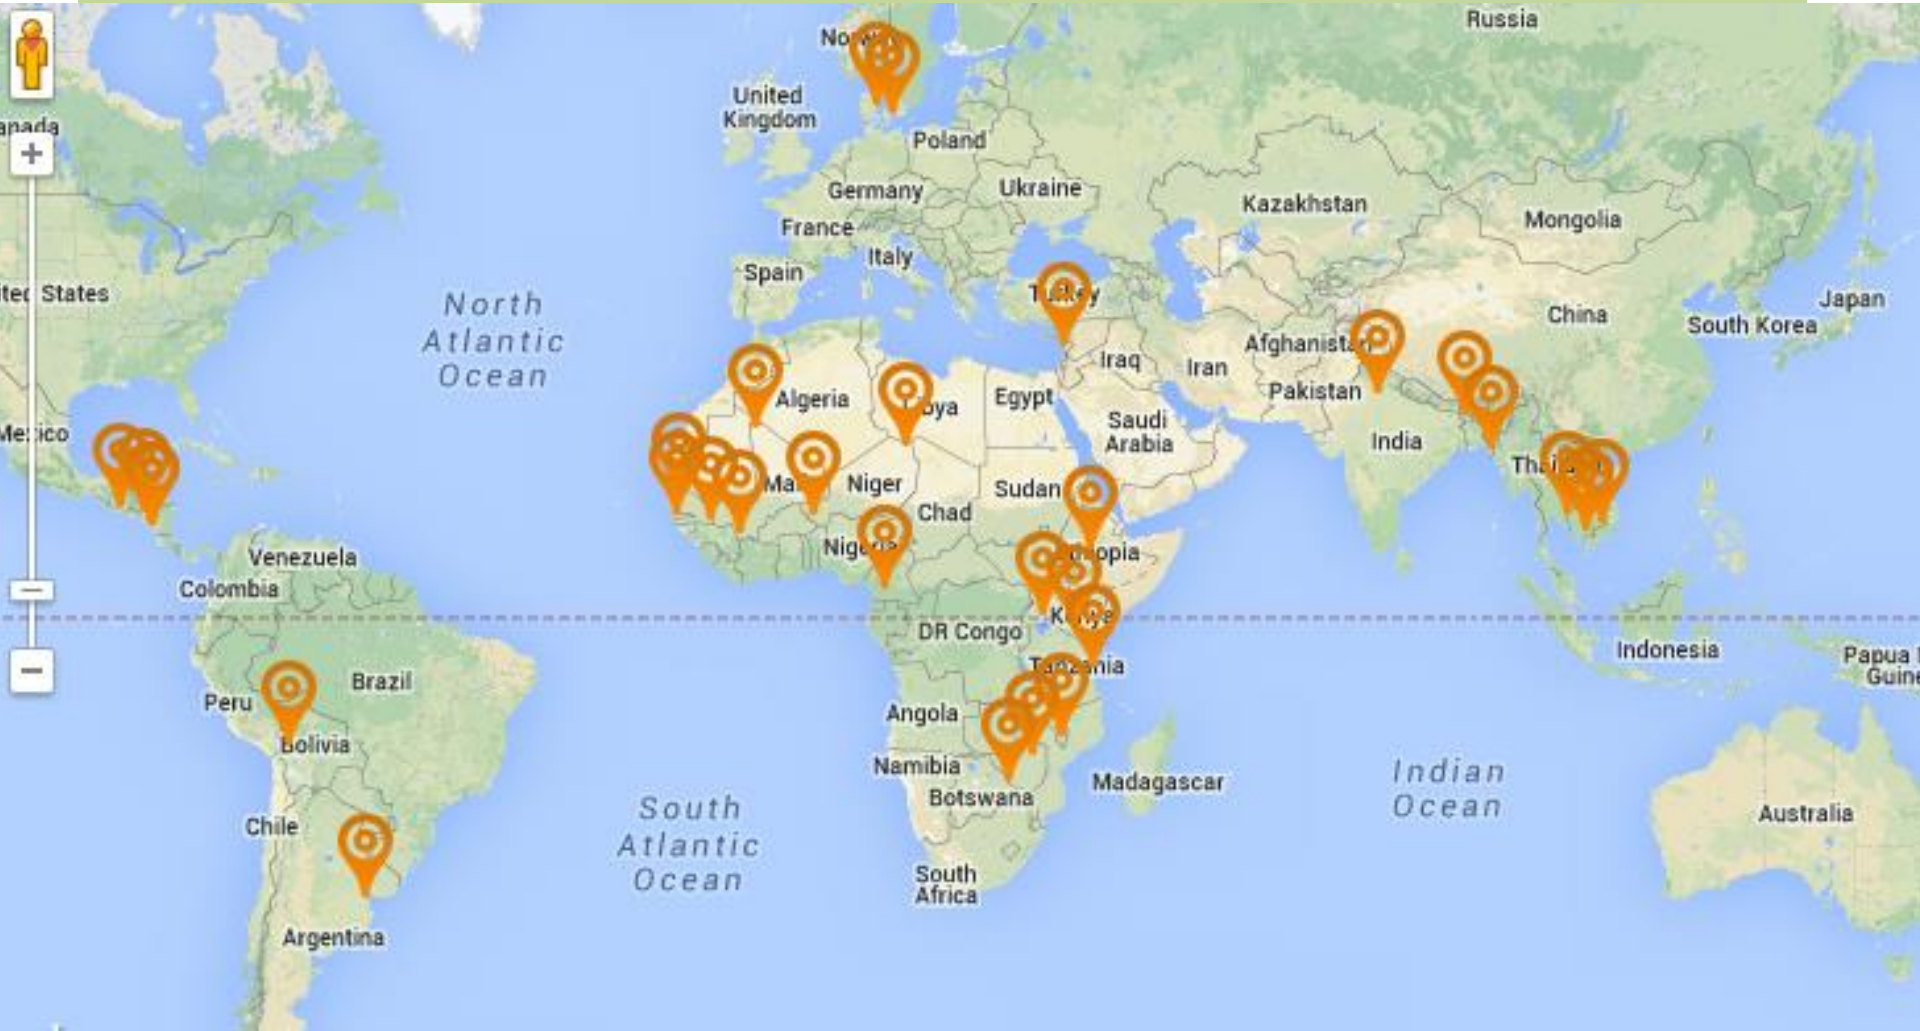 Russia
United
Kingdom
Poland
Germany
Ukraine
Kazakhstan
Mongolia
France
Italy
Spain
States
North
Atlantic
Ocean
Japan
China
South Korea
Afghanistan
Iraq
Iran
Pakistan
Algeria
Egypt
Saudi
Arabia
India
Mexico
Niger
Sudan
Chad
Venezuela
Colombia
DR Congo
Tanzania
Indonesia
Papua
Peru
Brazil
Angola
Bolivia
Namibia
Madagascar
Botswana
Indian
Ocean
Australia
Chile
South
Atlantic
Ocean
South
Africa
Argentina